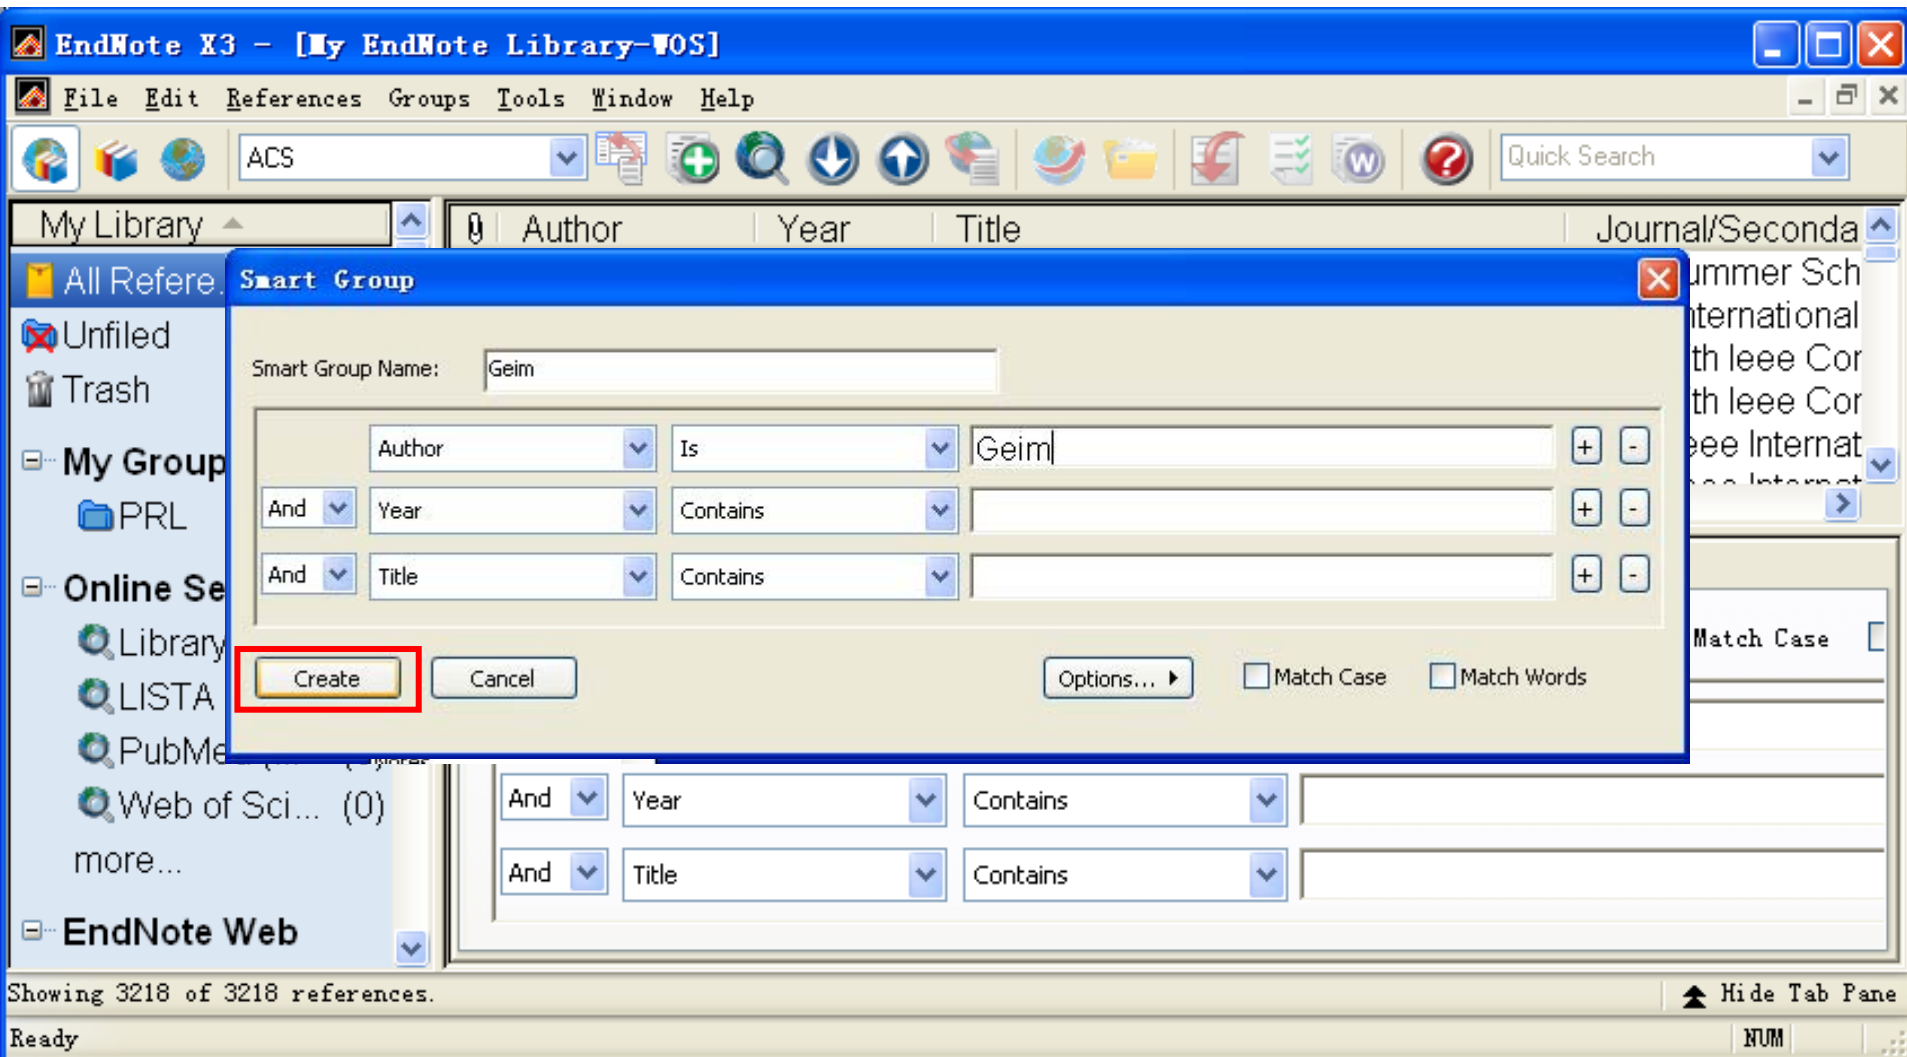 EndNote X3 - [My EndNote Library-WOS]
File Edit References Groups Tools Window Help
ACS
Quick Search
My Library
Author Year Title Journal/Seconda
All Refere...
Smart Group
ummer Sch
Unfiled
ternational
Smart Group Name: Geim
th Ieee Cor
Trash
th Ieee Cor
Author Is Geim + -
My Group
eee Internat
And Year Contains + -
PRL
And Title Contains + -
Online Se
Library
Match Case
Create Cancel Options... Match Case Match Words
LISTA
PubMe
Web of Sci... (0)
And Year Contains
more...
And Title Contains
EndNote Web
Showing 3218 of 3218 references.
Hide Tab Pane
Ready
NUM